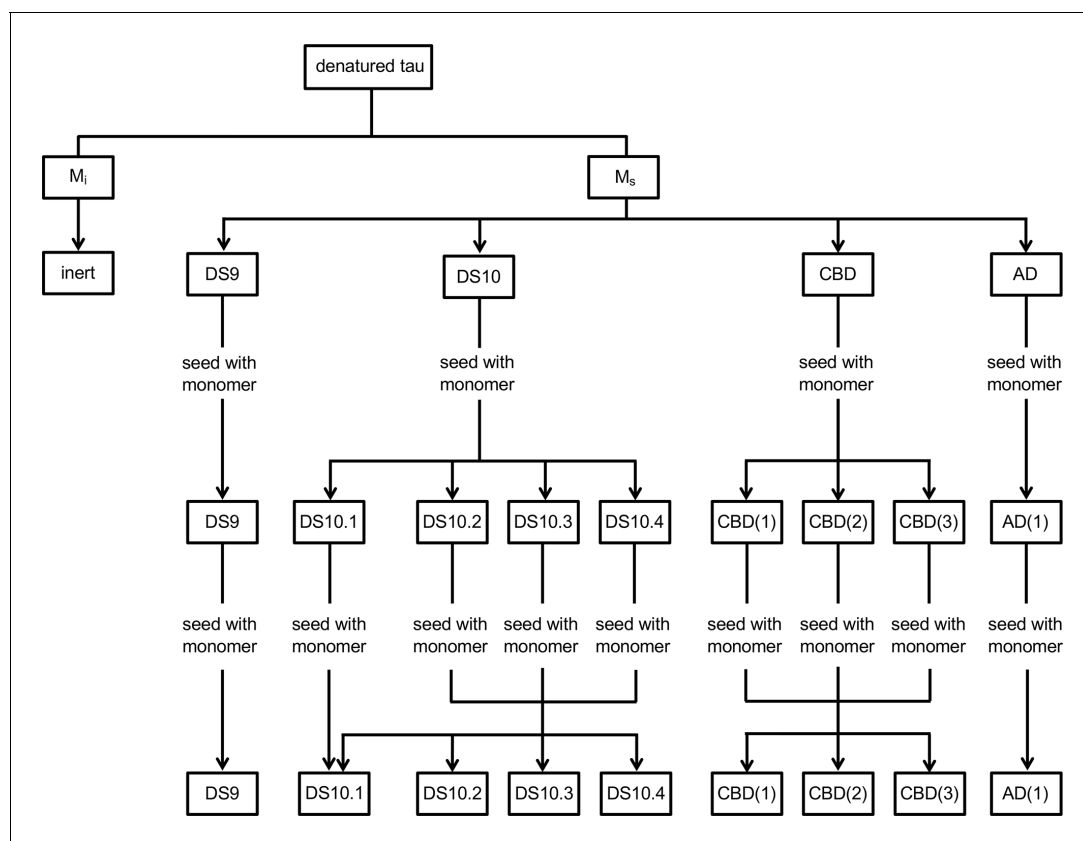 denatured tau
Mi
Ms
inert
DS9
DS10
CBD
AD
seed with
monomer
seed with
monomer
seed with
monomer
seed with
monomer
DS9
DS10.1
DS10.2
DS10.3
DS10.4
CBD(1)
CBD(2)
CBD(3)
AD(1)
seed with
monomer
seed with
monomer
seed with
monomer
seed with
monomer
seed with
monomer
seed with
monomer
seed with
monomer
seed with
monomer
seed with
monomer
DS9
DS10.1
DS10.2
DS10.3
DS10.4
CBD(1)
CBD(2)
CBD(3)
AD(1)